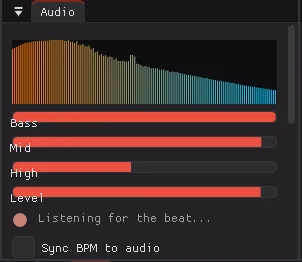 Audio
Bass
Mid
High
Level
Listening for the beat...
Sync BPM to audio